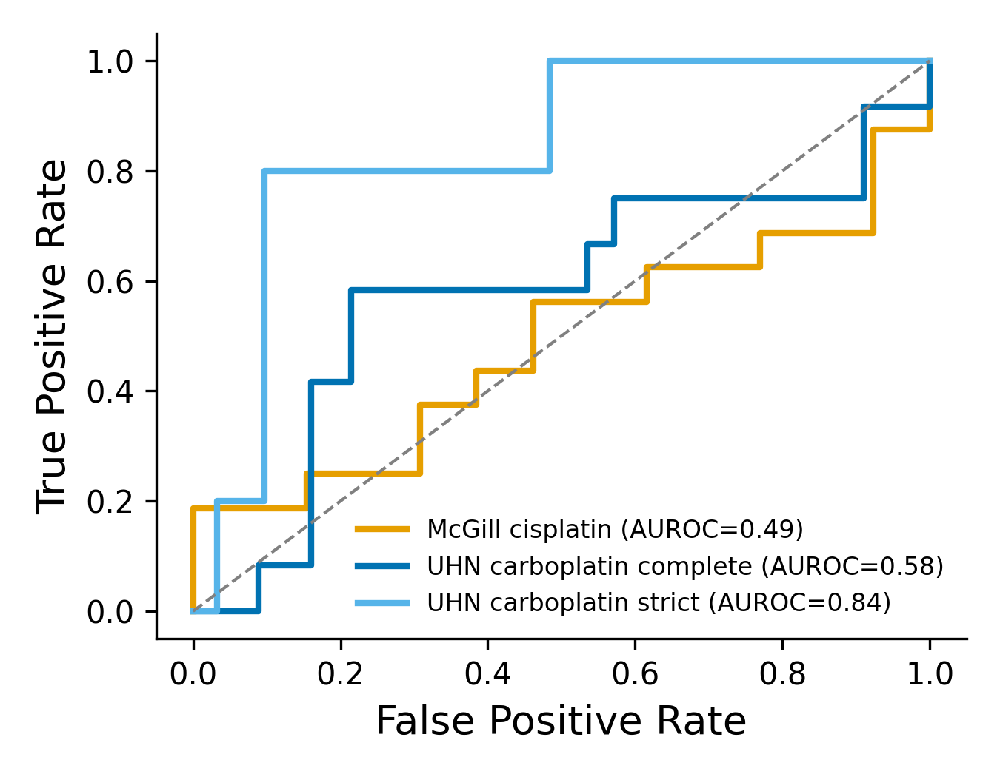 1.0
0.8
0.6
0.4
0.2
0.0
True Positive Rate
McGill cisplatin (AUROC=0.49)
UHN carboplatin complete (AUROC=0.58)
UHN carboplatin strict (AUROC=0.84)
0.0 0.2 0.4 0.6 0.8 1.0
False Positive Rate